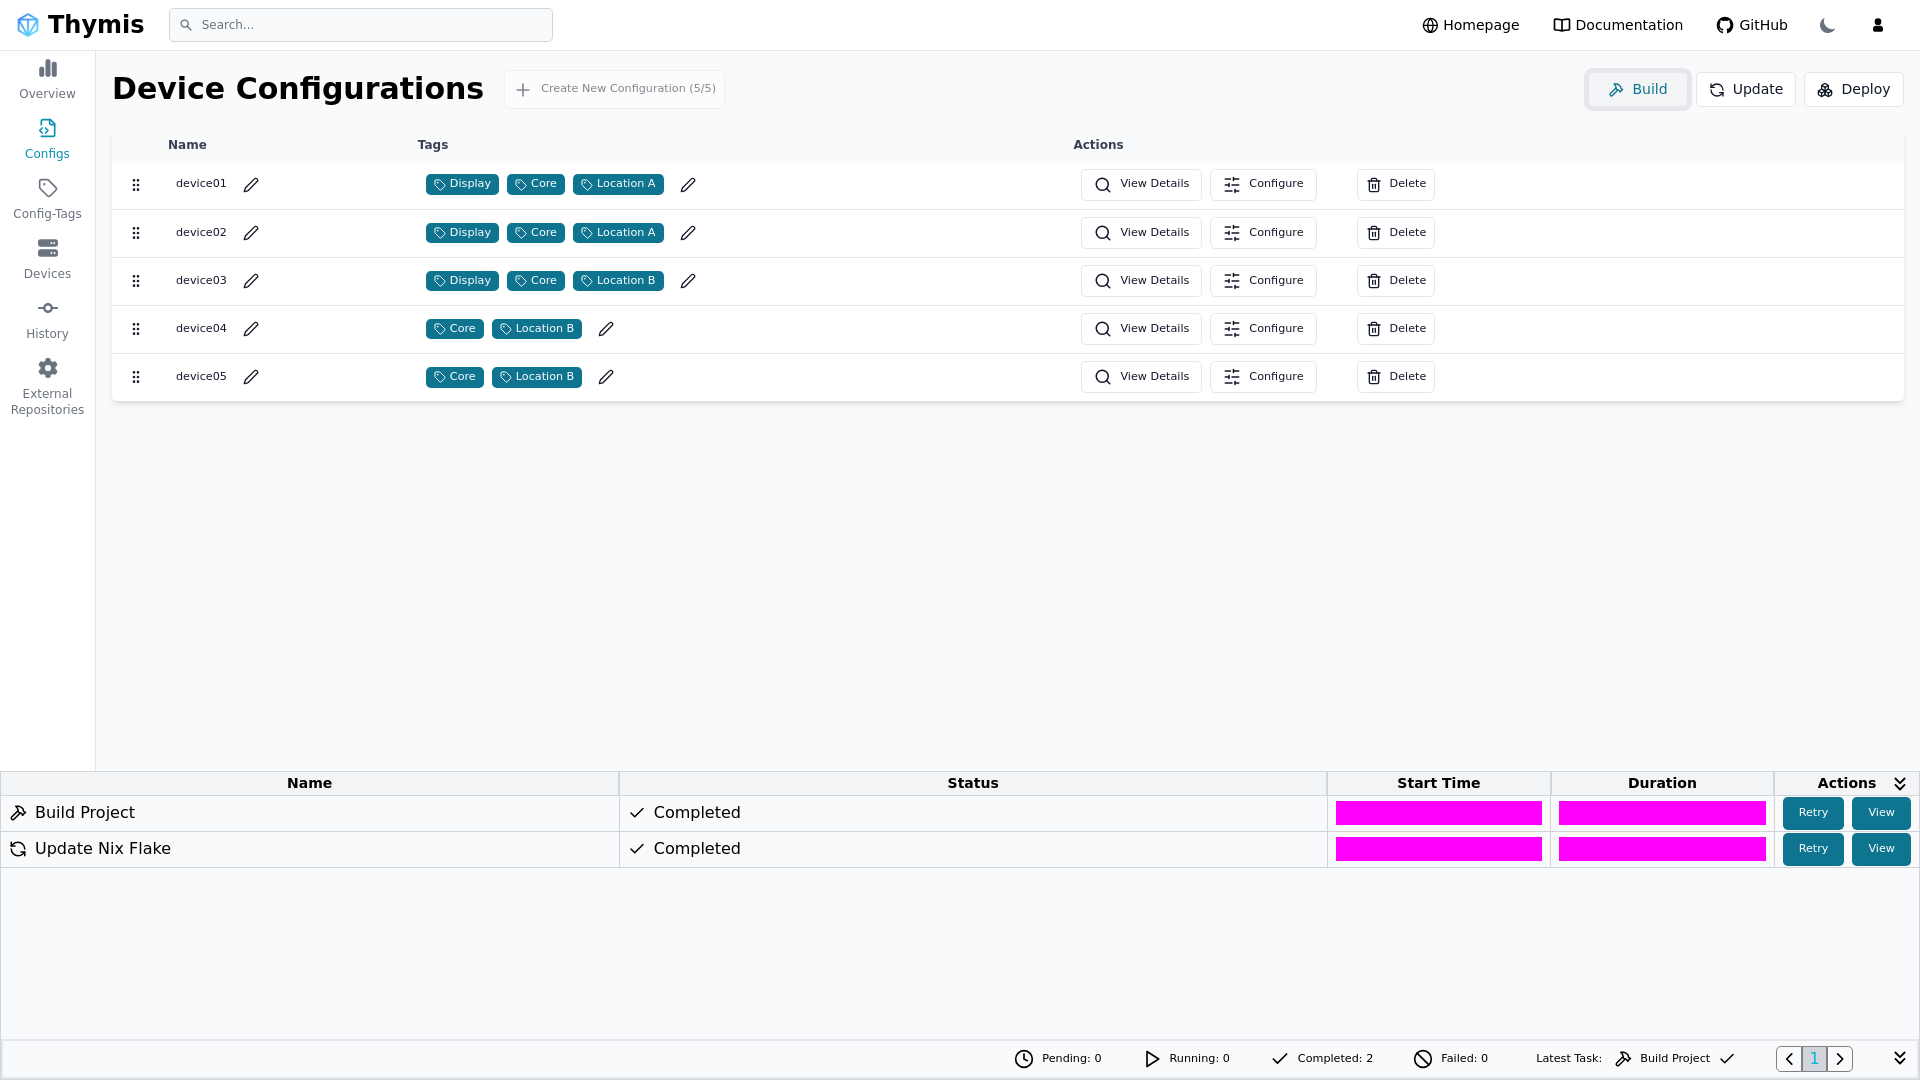 Thymis
Search...
Homepage
Documentation
GitHub
Overview
Configs
Config-Tags
Devices
History
External
Repositories
Device Configurations
Create New Configuration (5/5)
Build
Update
Deploy
Name Tags Actions
device01 Display Core Location A View Details Configure Delete
device02 Display Core Location A View Details Configure Delete
device03 Display Core Location B View Details Configure Delete
device04 Core Location B View Details Configure Delete
device05 Core Location B View Details Configure Delete
Name Status Start Time Duration Actions
Build Project Completed Retry View
Update Nix Flake Completed Retry View
Pending: 0 Running: 0 Completed: 2 Failed: 0 Latest Task: Build Project 1